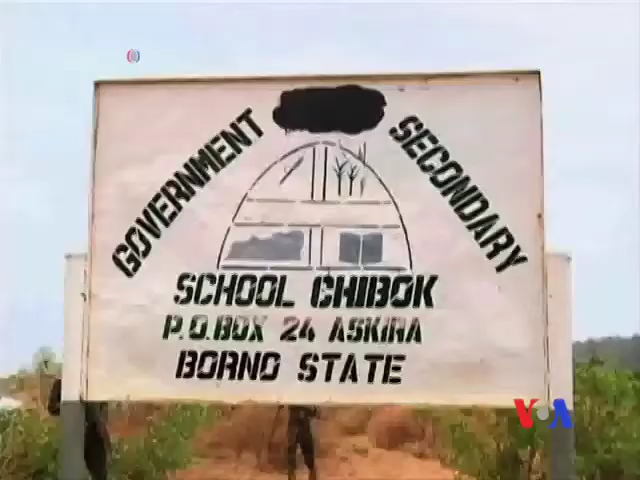 GOVERNMENT SECONDARY
SCHOOL CHIBOK
P.O.BOX 24 ASKIRA
BORNO STATE
VOA